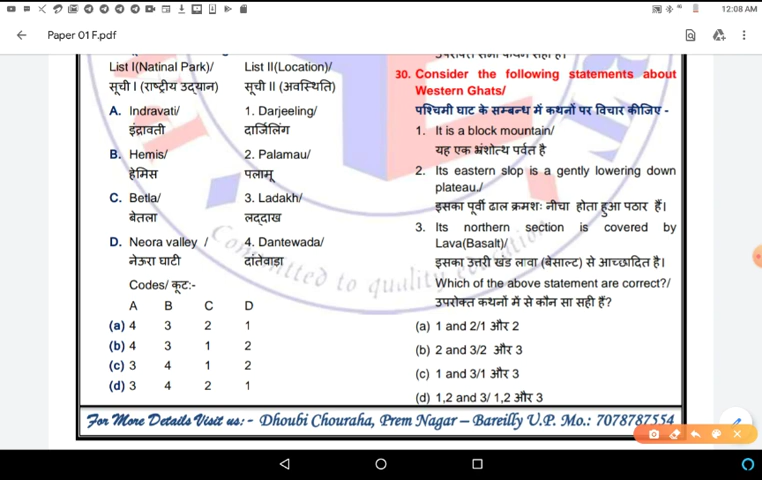 12:08 AM
Paper 01 F.pdf
List I(Natinal Park)/ List II(Location)/
सूची I (राष्ट्रीय उद्यान) सूची II (अवस्थिति)
A. Indravati/ 1. Darjeeling/
इंद्रावती दार्जिलिंग
B. Hemis/ 2. Palamau/
हेमिस पलामू
C. Betla/ 3. Ladakh/
बेतला लद्दाख
D. Neora valley / 4. Dantewada/
नेऊरा घाटी दांतेवाड़ा
Codes/ कूट:-
A B C D
(a) 4 3 2 1
(b) 4 3 1 2
(c) 3 4 1 2
(d) 3 4 2 1
30. Consider the following statements about
Western Ghats/
पश्चिमी घाट के सम्बन्ध में कथनों पर विचार कीजिए -
1. It is a block mountain/
यह एक भ्रंशोत्थ पर्वत है
2. Its eastern slop is a gently lowering down
plateau./
इसका पूर्वी ढाल क्रमशः नीचा होता हुआ पठार हैं।
3. Its northern section is covered by
Lava(Basalt)/
इसका उत्तरी खंड लावा (बेसाल्ट) से आच्छादित है।
Which of the above statement are correct?/
उपरोक्त कथनों में से कौन सा सही हैं?
(a) 1 and 2/1 और 2
(b) 2 and 3/2 और 3
(c) 1 and 3/1 और 3
(d) 1,2 and 3/ 1,2 और 3
Committed to quality education
For More Details Visit us: - Dhoubi Chouraha, Prem Nagar – Bareilly U.P. Mo.: 7078787554